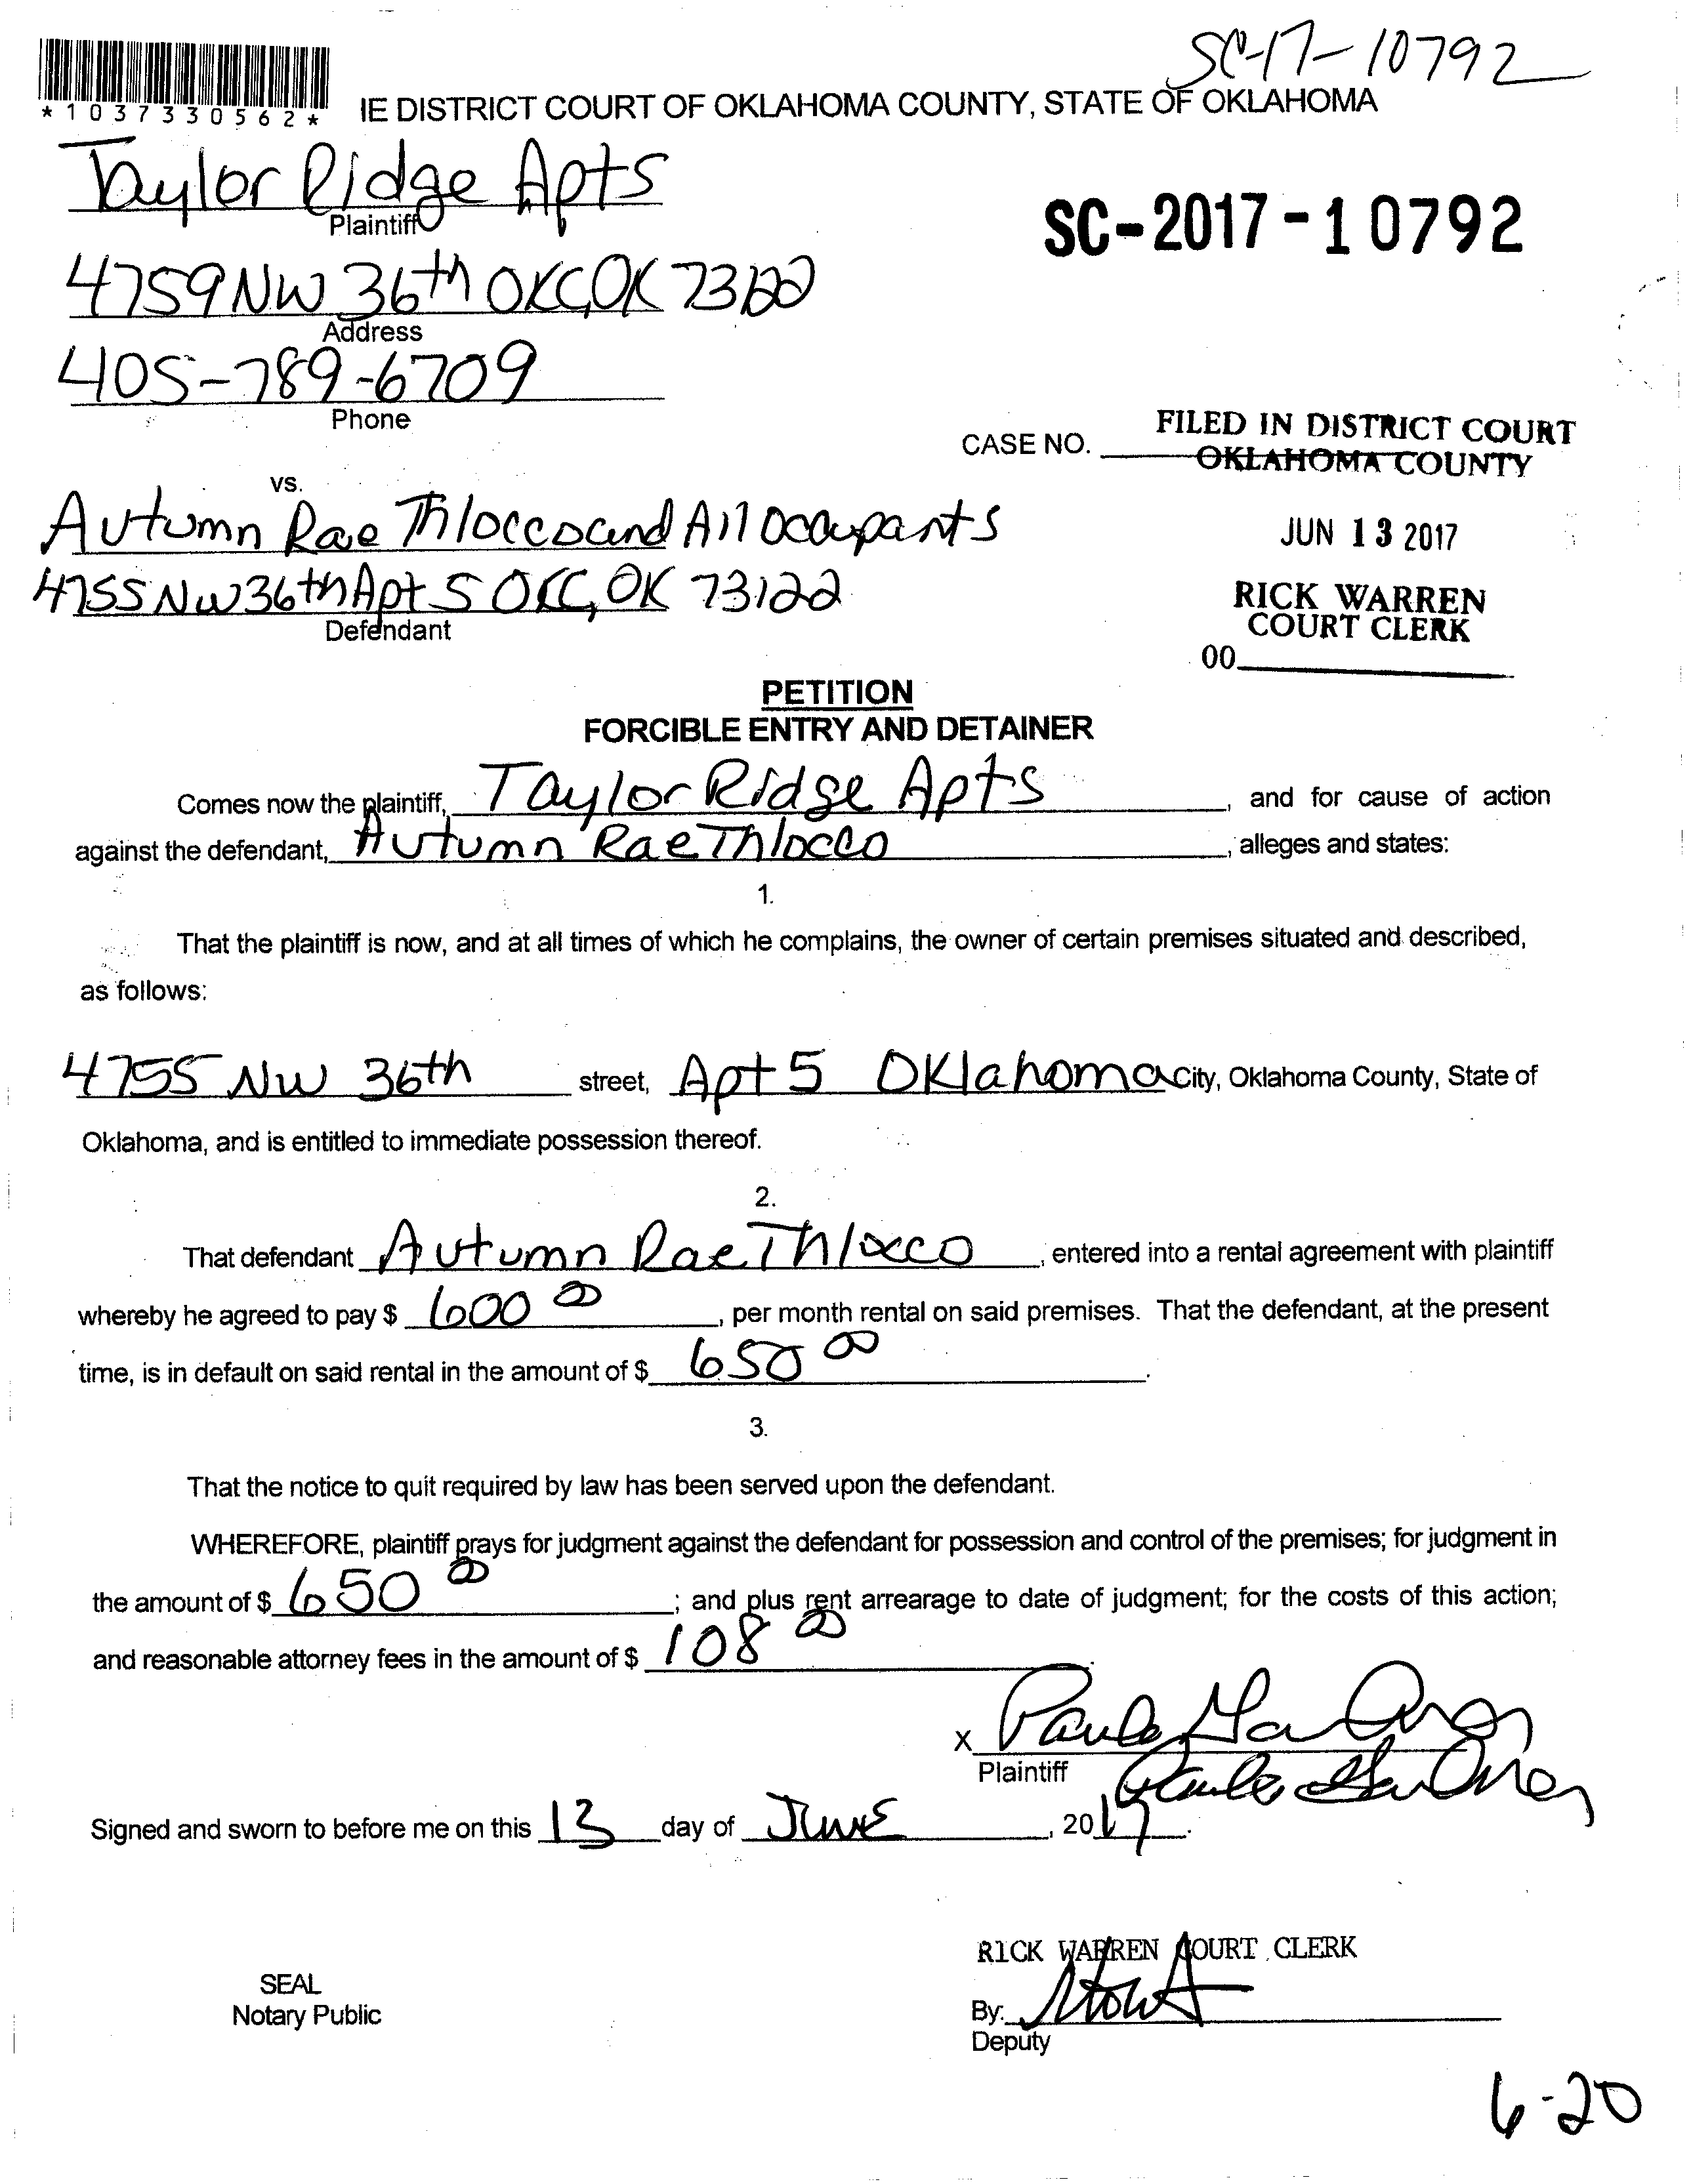 SC-17-10792
*1037330562*
IE DISTRICT COURT OF OKLAHOMA COUNTY, STATE OF OKLAHOMA
Taylor Ridge Apts
Plaintiff
SC-2017-10792
4759 NW 36th OKC, OK 73122
Address
405-789-6709
Phone
CASE NO.
FILED IN DISTRICT COURT
OKLAHOMA COUNTY
vs.
Autumn Rae Thlocco and All Occupants
JUN 13 2017
4755 NW 36th Apt 5 OKC, OK 73122
Defendant
RICK WARREN
COURT CLERK
00
PETITION
FORCIBLE ENTRY AND DETAINER
Comes now the plaintiff, Taylor Ridge Apts, and for cause of action
against the defendant, Autumn Rae Thlocco, alleges and states:
1.
That the plaintiff is now, and at all times of which he complains, the owner of certain premises situated and described,
as follows:
4755 NW 36th street, Apt 5 Oklahoma City, Oklahoma County, State of
Oklahoma, and is entitled to immediate possession thereof.
2.
That defendant Autumn Rae Thlocco, entered into a rental agreement with plaintiff
whereby he agreed to pay $ 600 00, per month rental on said premises. That the defendant, at the present
time, is in default on said rental in the amount of $ 650 00.
3.
That the notice to quit required by law has been served upon the defendant.
WHEREFORE, plaintiff prays for judgment against the defendant for possession and control of the premises; for judgment in
the amount of $ 650 00; and plus rent arrearage to date of judgment; for the costs of this action;
and reasonable attorney fees in the amount of $ 108 00.
X
Plaintiff
Signed and sworn to before me on this 13 day of June, 2017.
RICK WARREN COURT CLERK
SEAL
Notary Public
By:
Deputy
6-20